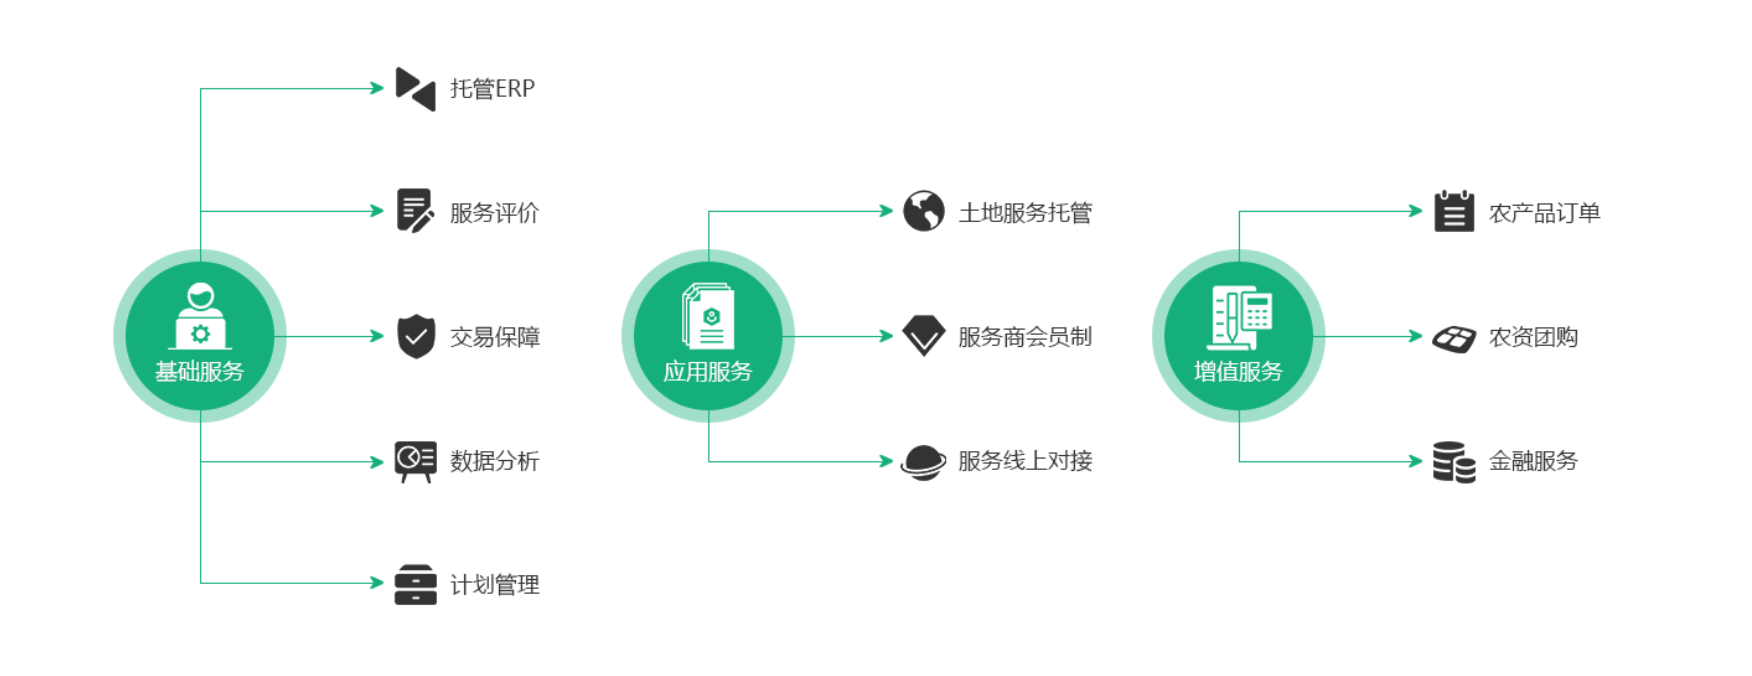 基础服务
托管ERP
服务评价
交易保障
数据分析
计划管理
应用服务
土地服务托管
服务商会员制
服务线上对接
增值服务
农产品订单
农资团购
金融服务